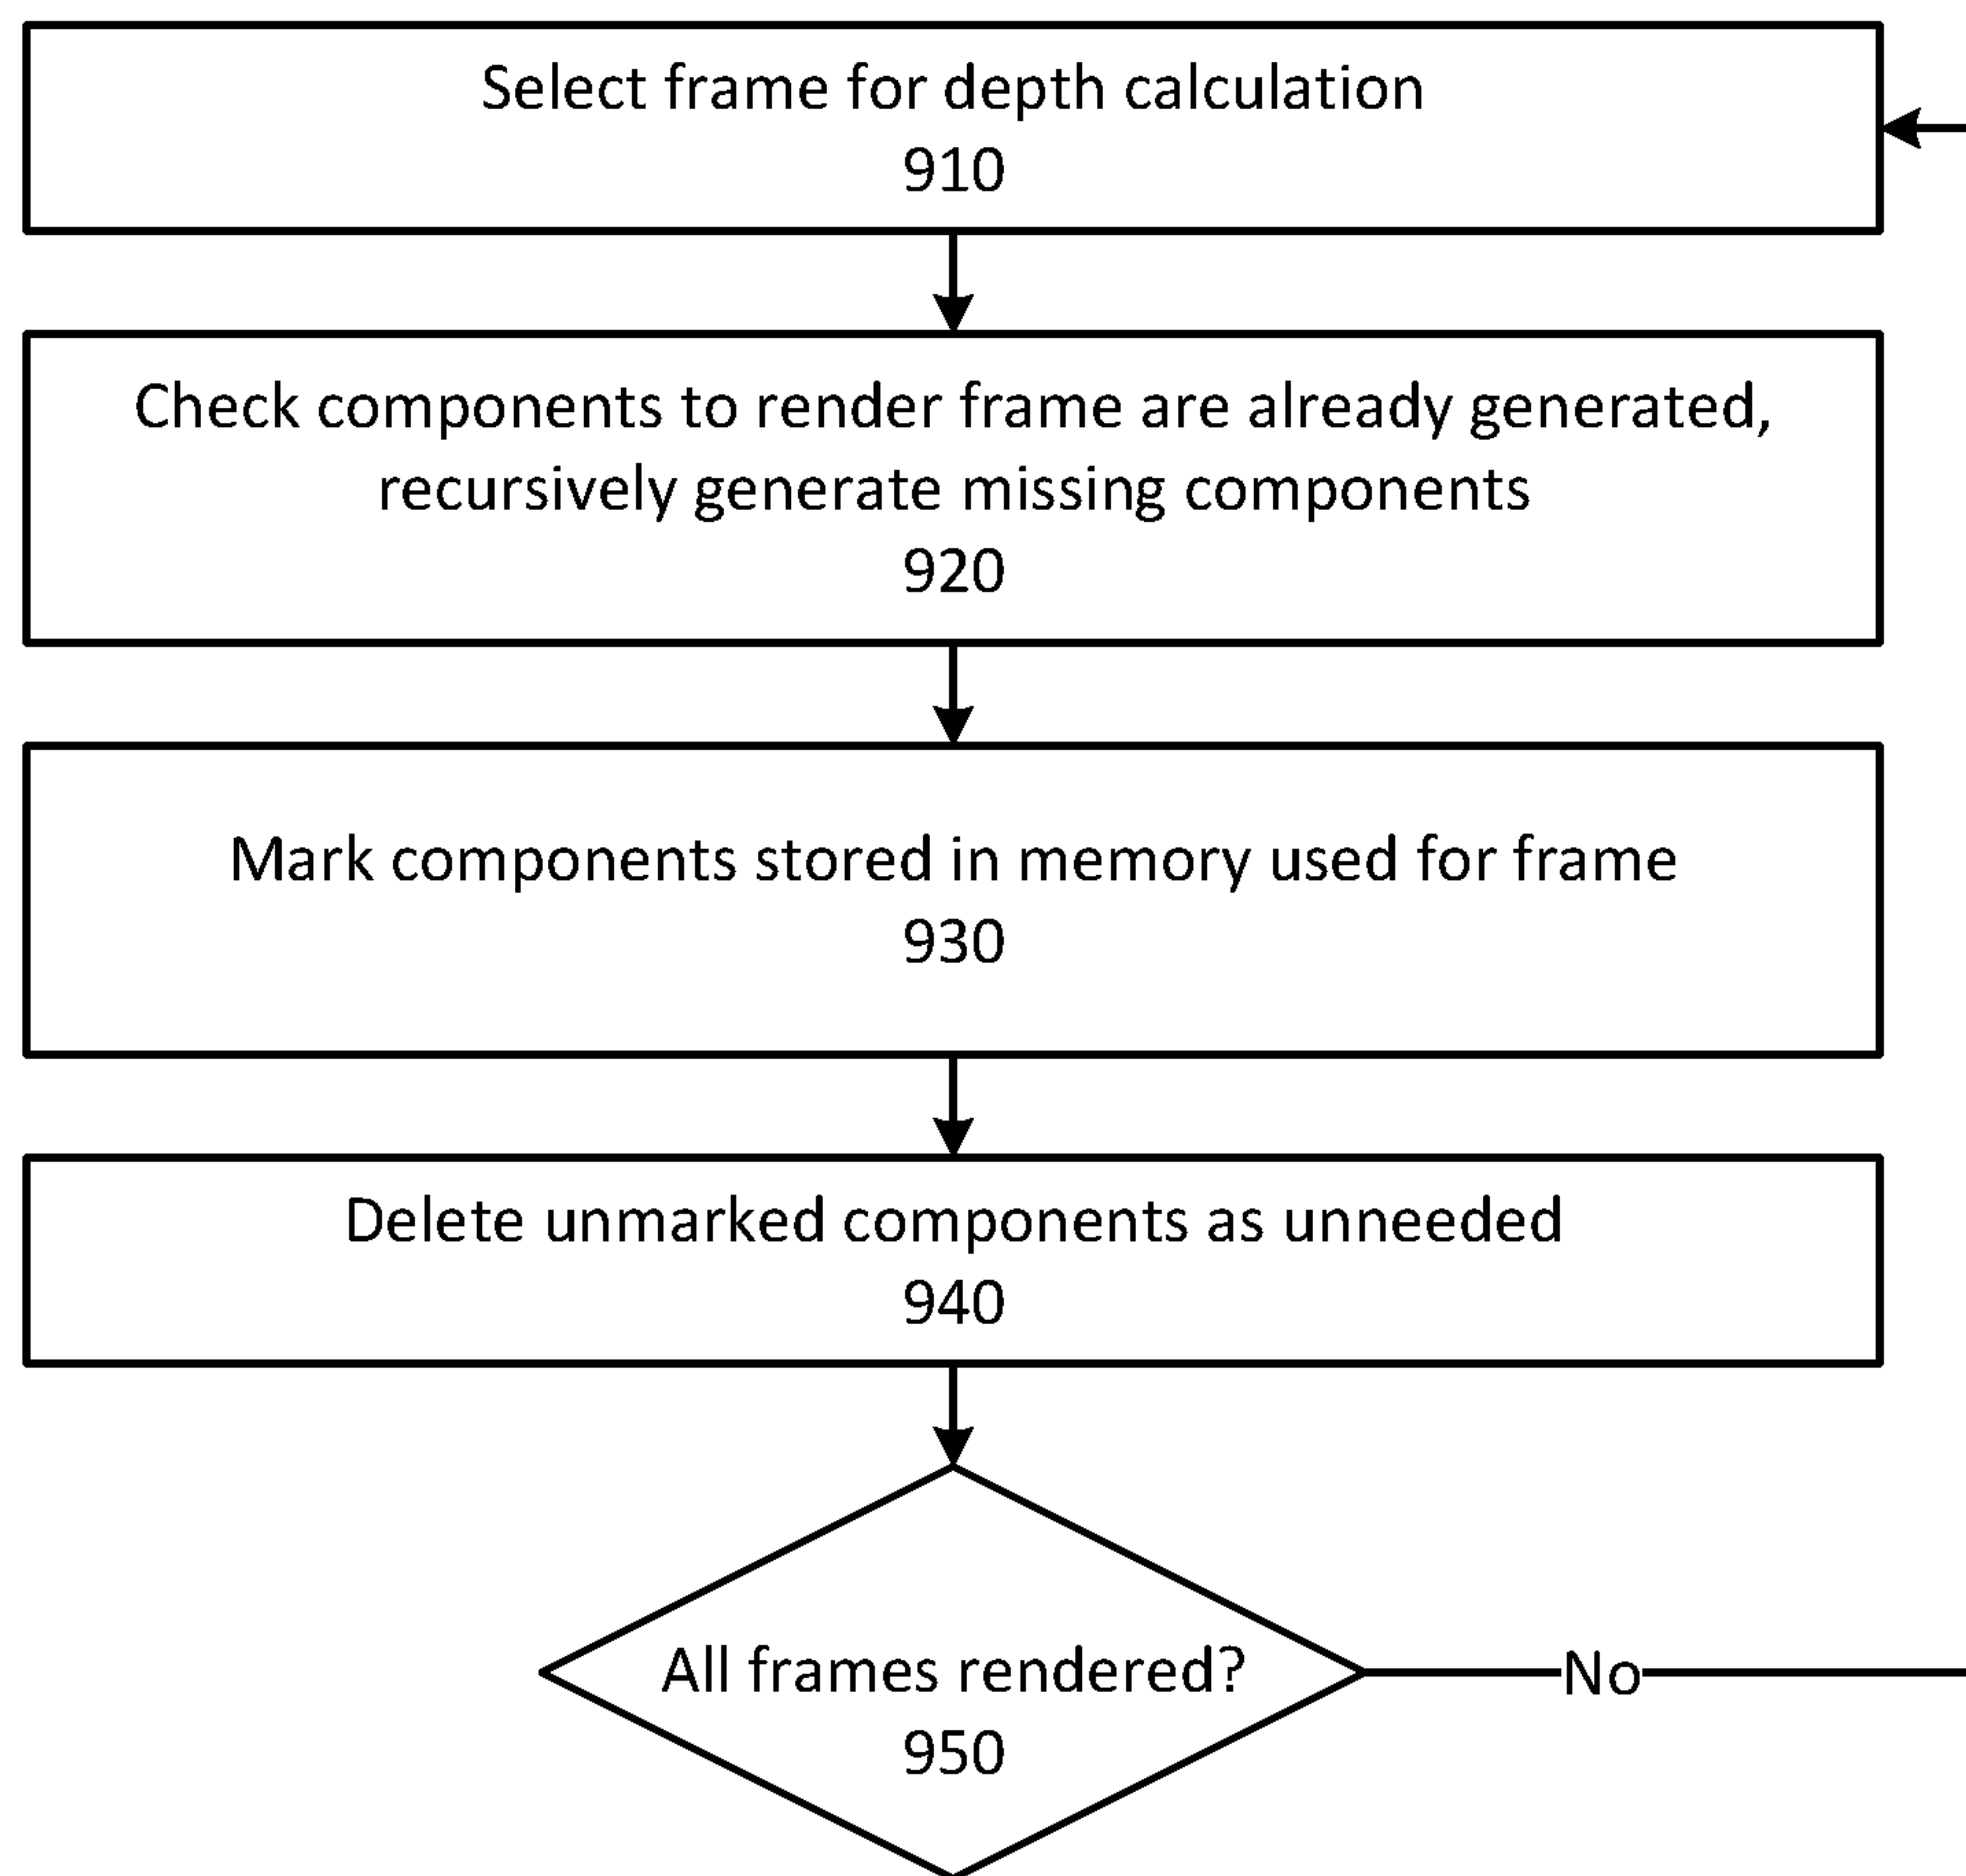 Select frame for depth calculation
910
Check components to render frame are already generated,
recursively generate missing components
920
Mark components stored in memory used for frame
930
Delete unmarked components as unneeded
940
All frames rendered?
950
No